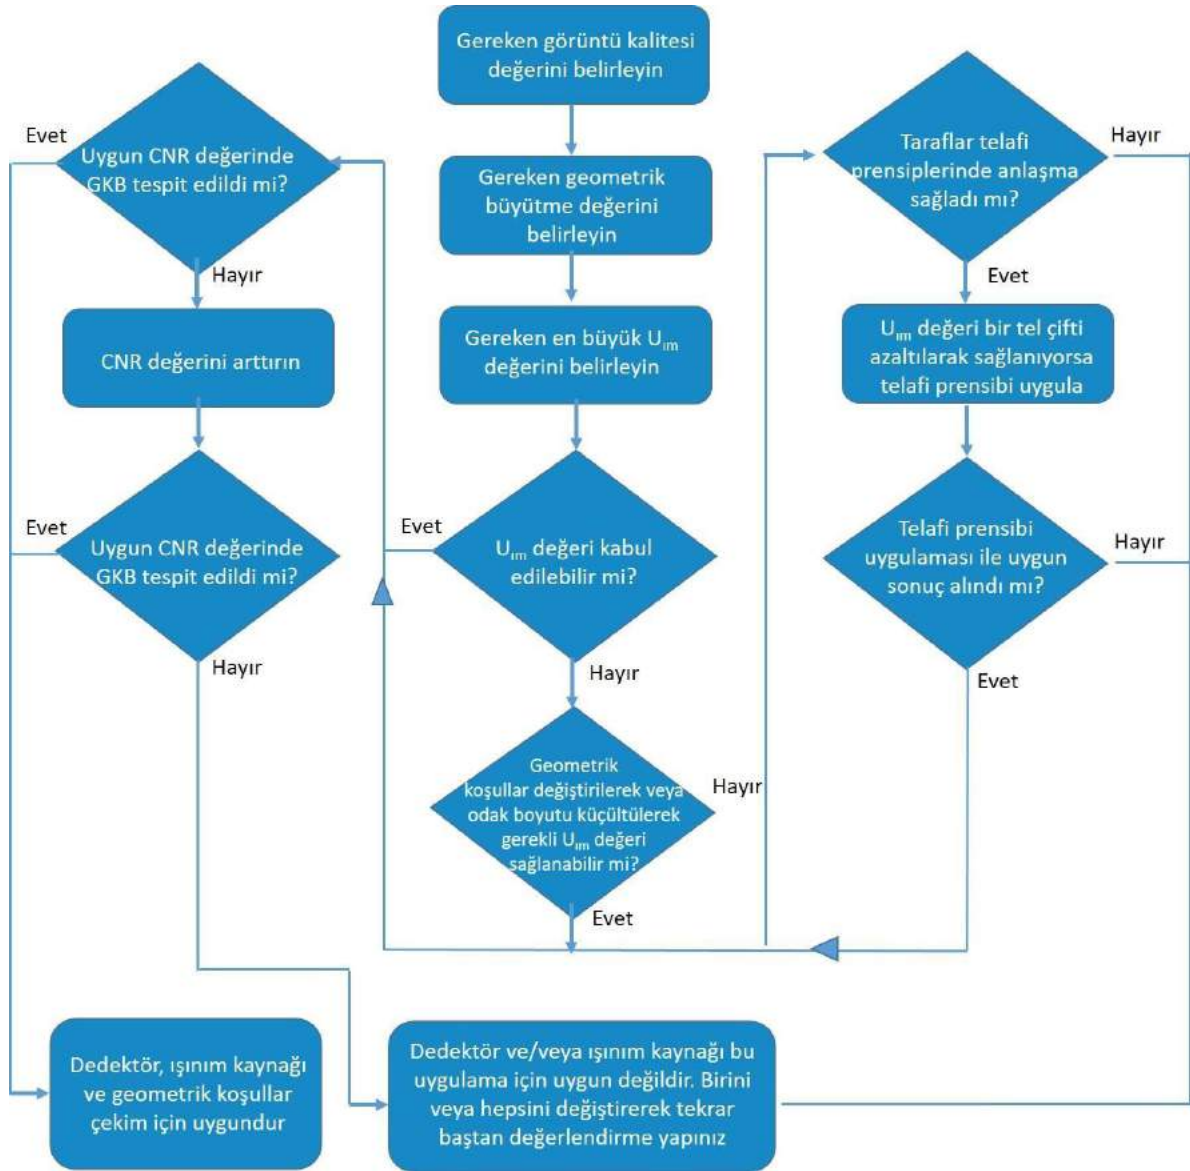 Gereken görüntü kalitesi
değerini belirleyin
Gereken geometrik
büyütme değerini
belirleyin
Gereken en büyük Uım
değerini belirleyin
Uım değeri kabul
edilebilir mi?
Evet
Hayır
Geometrik
koşullar değiştirilerek veya
odak boyutu küçültülerek
gerekli Uım değeri
sağlanabilir mi?
Hayır
Evet
Evet
Uygun CNR değerinde
GKB tespit edildi mi?
Hayır
CNR değerini arttırın
Evet
Uygun CNR değerinde
GKB tespit edildi mi?
Hayır
Taraflar telafi
prensiplerinde anlaşma
sağladı mı?
Hayır
Evet
Uım değeri bir tel çifti
azaltılarak sağlanıyorsa
telafi prensibi uygula
Telafi prensibi
uygulaması ile uygun
sonuç alındı mı?
Hayır
Evet
Dedektör, ışınım kaynağı
ve geometrik koşullar
çekim için uygundur
Dedektör ve/veya ışınım kaynağı bu
uygulama için uygun değildir. Birini
veya hepsini değiştirerek tekrar
baştan değerlendirme yapınız